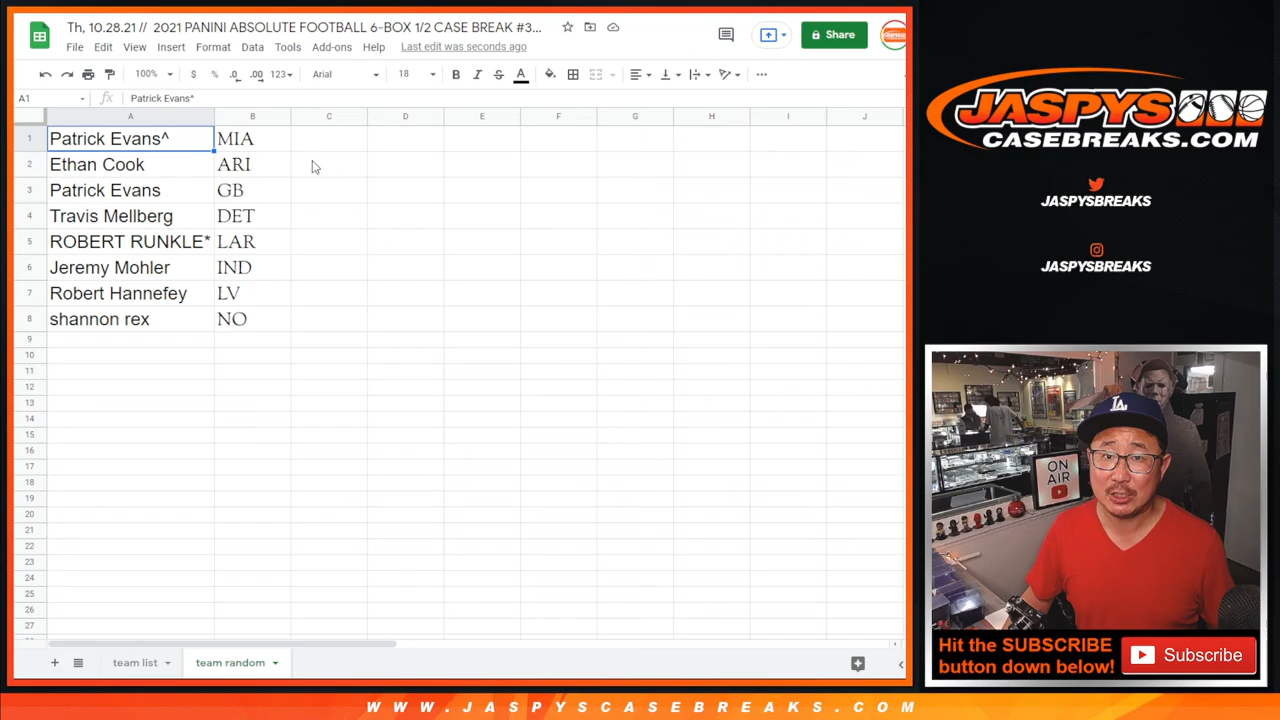 Th, 10.28.21// 2021 PANINI ABSOLUTE FOOTBALL 6-BOX 1/2 CASE BREAK #3...
File Edit View Insert Format Data Tools Add-ons Help Last edit was seconds ago
Share
100% $ % .0 .00 123 Arial 18 B I S A
A1 fx Patrick Evans^
A B C D E F G H I J
1 Patrick Evans^ MIA
2 Ethan Cook ARI
3 Patrick Evans GB
4 Travis Mellberg DET
5 ROBERT RUNKLE* LAR
6 Jeremy Mohler IND
7 Robert Hannefey LV
8 shannon rex NO
9
10
11
12
13
14
15
16
17
18
19
20
21
22
23
24
25
26
27
team list
team random
JASPYS
CASEBREAKS.COM
JASPYSBREAKS
JASPYSBREAKS
LA
ON
AIR
Hit the SUBSCRIBE
button down below!
Subscribe
WWW.JASPYSCASEBREAKS.COM